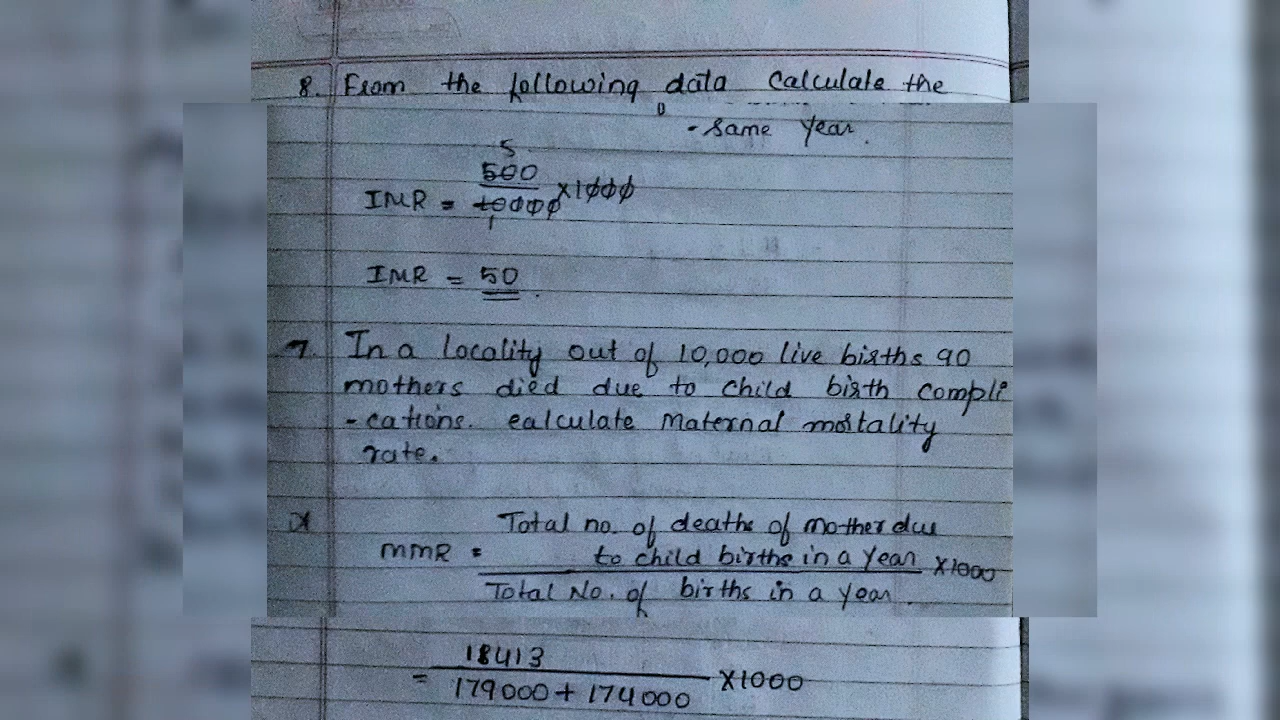 8. From the following data Calculate the
- same year.
5
IMR = 500/10000 ×1000
1
IMR = 50.
7. In a locality out of 10,000 live births 90
mothers died due to child birth compli
-cations. calculate Maternal mortality
rate.
Total no. of deaths of mother due
MMR = to child births in a year ×1000
Total No. of births in a year.
18413
= 179000 + 174000 ×1000